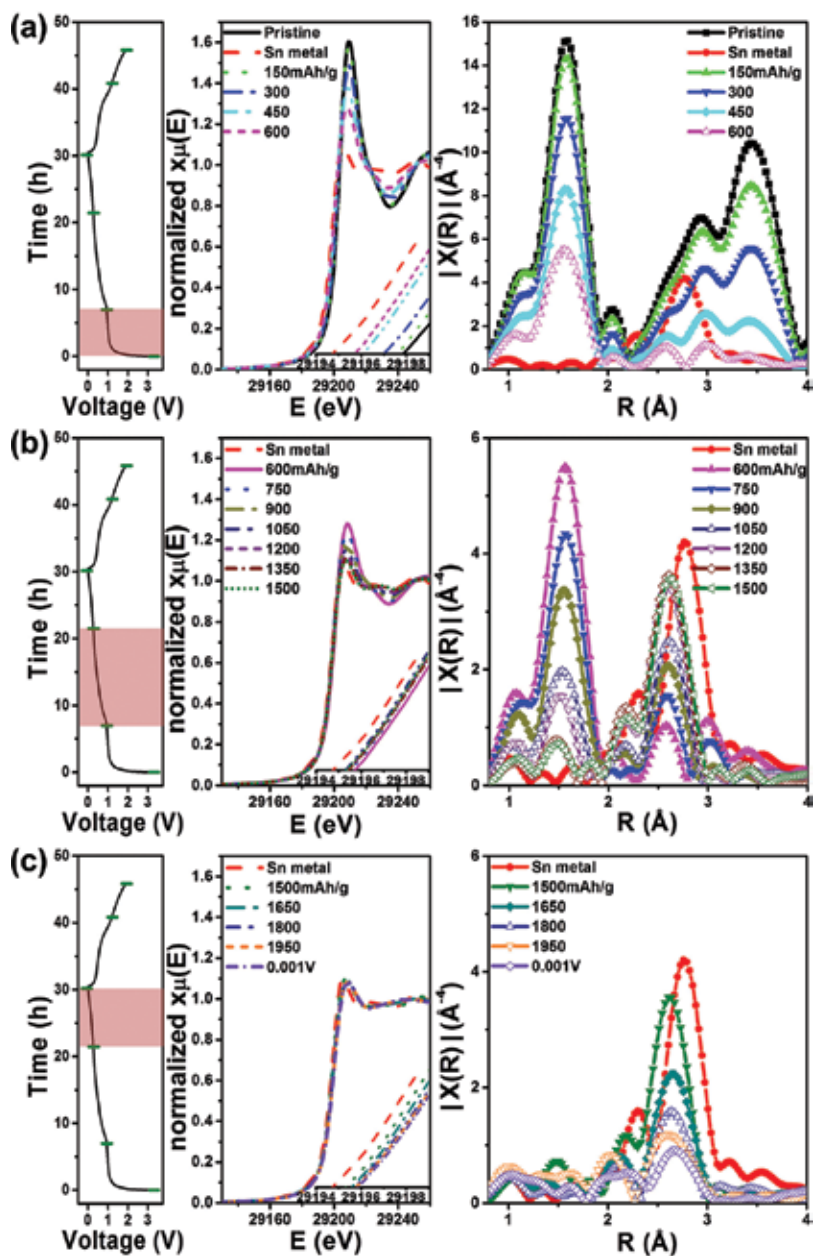 (a)
50
40
30
20
10
0
Time (h)
0 1 2 3
Voltage (V)
1.6
1.4
1.2
1.0
0.8
0.6
0.4
0.2
0.0
normalized xμ(E)
Pristine
Sn metal
150mAh/g
300
450
600
29194 29196 29198
29160 29200 29240
E (eV)
16
14
12
10
8
6
4
2
0
|X(R)| (Å⁻⁴)
Pristine
Sn metal
150mAh/g
300
450
600
1 2 3 4
R (Å)
(b)
50
40
30
20
10
0
Time (h)
0 1 2 3
Voltage (V)
1.6
1.4
1.2
1.0
0.8
0.6
0.4
0.2
0.0
normalized xμ(E)
Sn metal
600mAh/g
750
900
1050
1200
1350
1500
29194 29196 29198
29160 29200 29240
E (eV)
6
4
2
0
|X(R)| (Å⁻⁴)
Sn metal
600mAh/g
750
900
1050
1200
1350
1500
1 2 3 4
R (Å)
(c)
50
40
30
20
10
0
Time (h)
0 1 2 3
Voltage (V)
1.6
1.4
1.2
1.0
0.8
0.6
0.4
0.2
0.0
normalized xμ(E)
Sn metal
1500mAh/g
1650
1800
1950
0.001V
29194 29196 29198
29160 29200 29240
E (eV)
6
4
2
0
|X(R)| (Å⁻⁴)
Sn metal
1500mAh/g
1650
1800
1950
0.001V
1 2 3 4
R (Å)